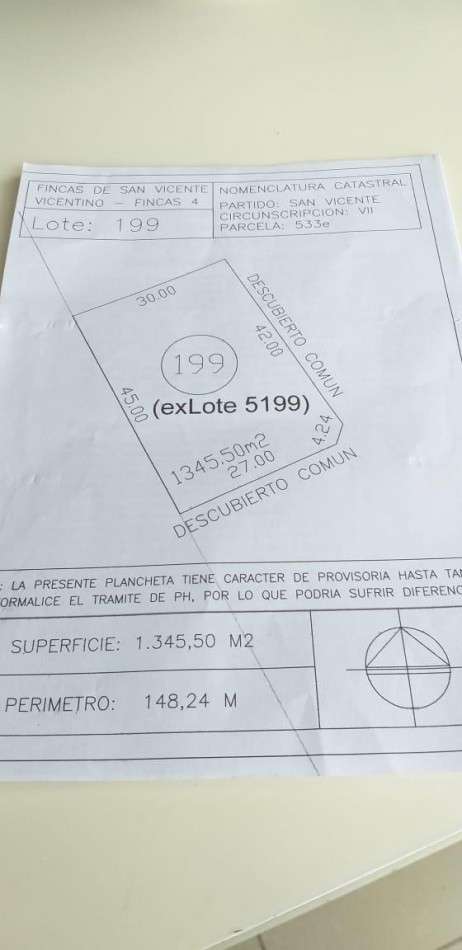 FINCAS DE SAN VICENTE
VICENTINO - FINCAS 4
Lote: 199
NOMENCLATURA CATASTRAL
PARTIDO: SAN VICENTE
CIRCUNSCRIPCION: VII
PARCELA: 533e
30.00
DESCUBIERTO COMUN
42.00
199
45.00
(exLote 5199)
4.24
1345.50m2
27.00
DESCUBIERTO COMUN
: LA PRESENTE PLANCHETA TIENE CARACTER DE PROVISORIA HASTA TAN
FORMALICE EL TRAMITE DE PH, POR LO QUE PODRIA SUFRIR DIFERENC
SUPERFICIE: 1.345,50 M2
PERIMETRO: 148,24 M